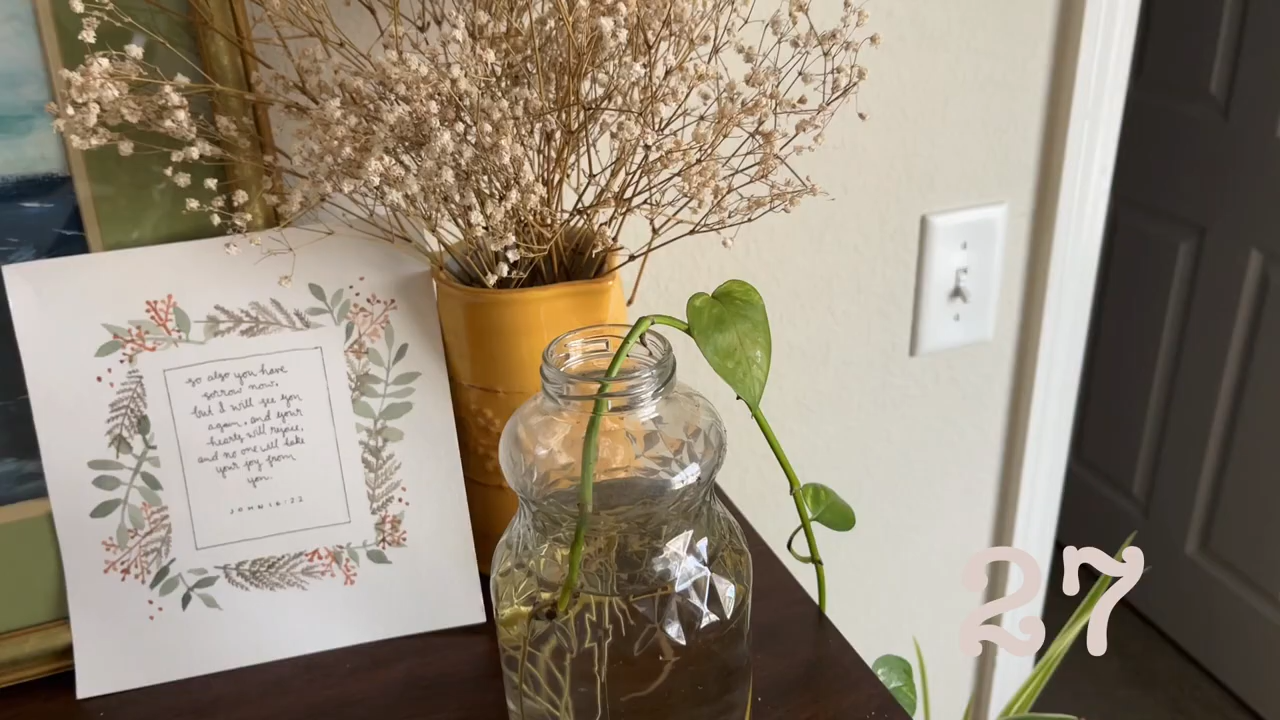 so also you have
sorrow now,
but I will see you
again, and your
hearts will rejoice,
and no one will take
your joy from
you.
JOHN 16:22
27